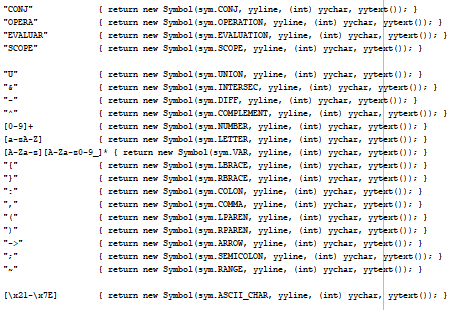 "CONJ" { return new Symbol(sym.CONJ, yyline, (int) yychar, yytext()); }
"OPERA" { return new Symbol(sym.OPERATION, yyline, (int) yychar, yytext()); }
"EVALUAR" { return new Symbol(sym.EVALUATION, yyline, (int) yychar, yytext()); }
"SCOPE" { return new Symbol(sym.SCOPE, yyline, (int) yychar, yytext()); }
"U" { return new Symbol(sym.UNION, yyline, (int) yychar, yytext()); }
"&" { return new Symbol(sym.INTERSEC, yyline, (int) yychar, yytext()); }
"-" { return new Symbol(sym.DIFF, yyline, (int) yychar, yytext()); }
"^" { return new Symbol(sym.COMPLEMENT, yyline, (int) yychar, yytext()); }
[0-9]+ { return new Symbol(sym.NUMBER, yyline, (int) yychar, yytext()); }
[a-zA-Z] { return new Symbol(sym.LETTER, yyline, (int) yychar, yytext()); }
[A-Za-z][A-Za-z0-9_]* { return new Symbol(sym.VAR, yyline, (int) yychar, yytext()); }
"{" { return new Symbol(sym.LBRACE, yyline, (int) yychar, yytext()); }
"}" { return new Symbol(sym.RBRACE, yyline, (int) yychar, yytext()); }
":" { return new Symbol(sym.COLON, yyline, (int) yychar, yytext()); }
"," { return new Symbol(sym.COMMA, yyline, (int) yychar, yytext()); }
"(" { return new Symbol(sym.LPAREN, yyline, (int) yychar, yytext()); }
")" { return new Symbol(sym.RPAREN, yyline, (int) yychar, yytext()); }
"->" { return new Symbol(sym.ARROW, yyline, (int) yychar, yytext()); }
";" { return new Symbol(sym.SEMICOLON, yyline, (int) yychar, yytext()); }
"~" { return new Symbol(sym.RANGE, yyline, (int) yychar, yytext()); }
[\x21-\x7E] { return new Symbol(sym.ASCII_CHAR, yyline, (int) yychar, yytext()); }